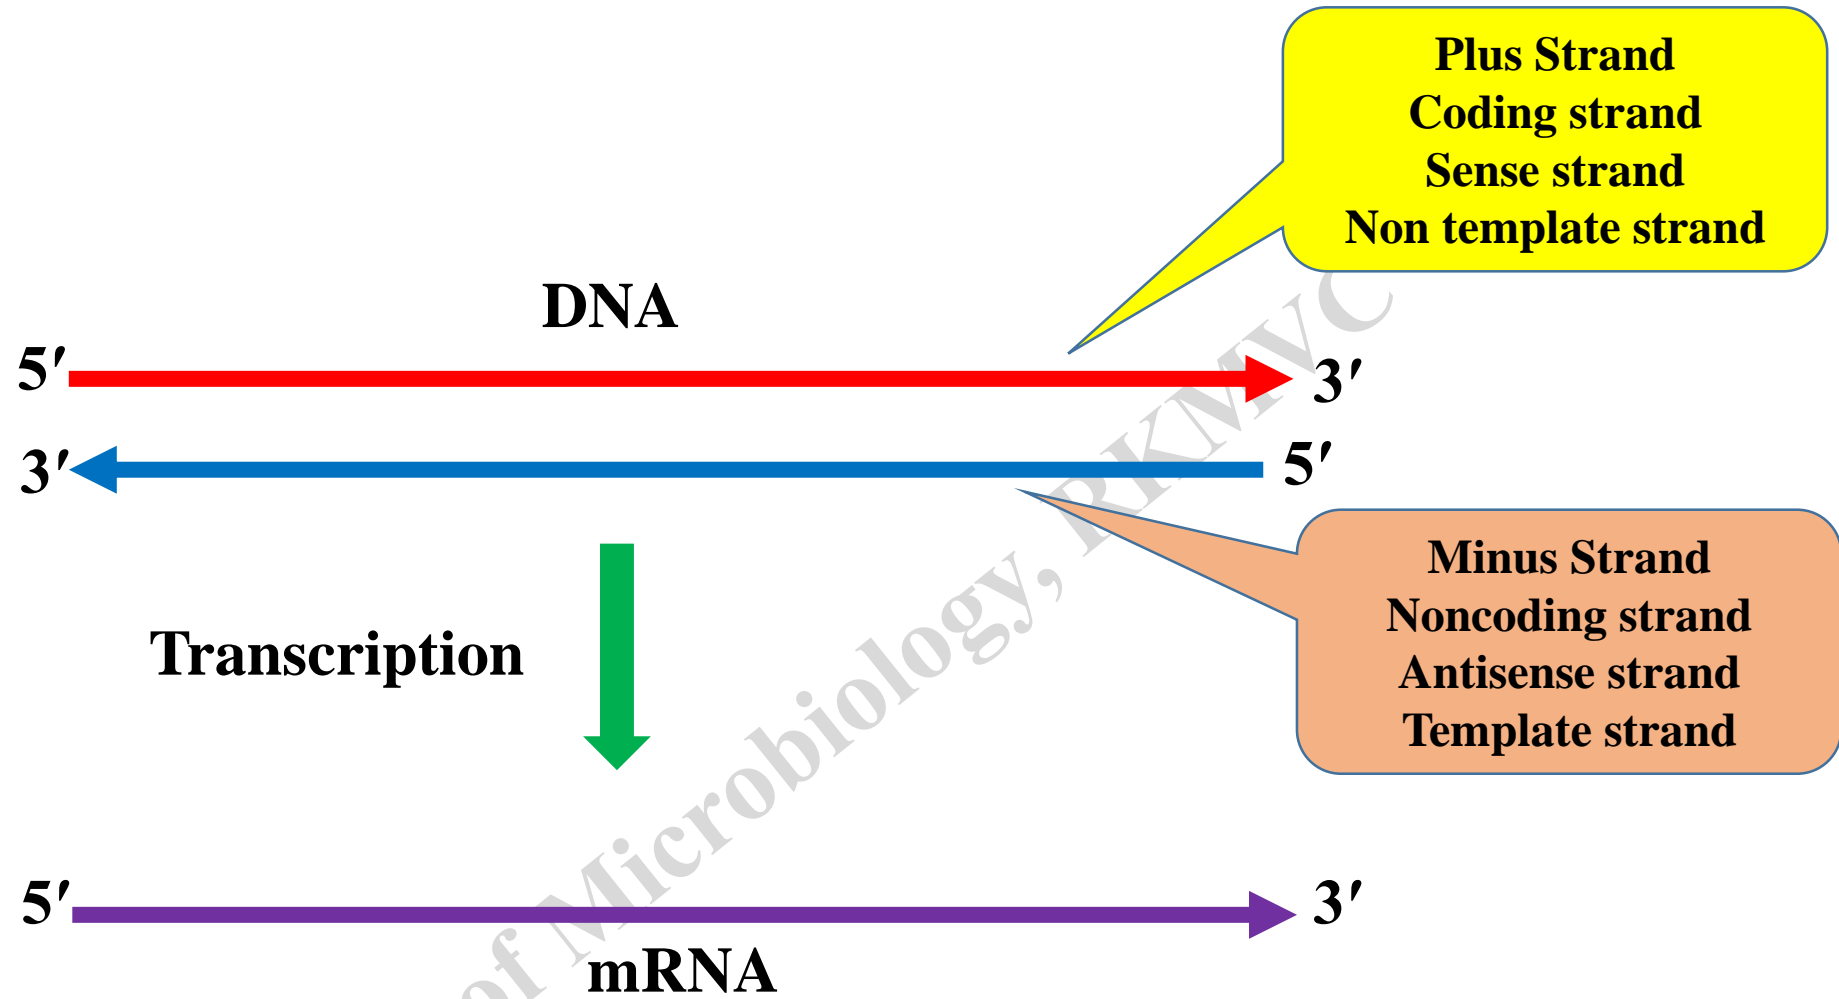 Plus Strand
Coding strand
Sense strand
Non template strand
DNA
5′
3′
3′
5′
Minus Strand
Noncoding strand
Antisense strand
Template strand
Transcription
5′
3′
mRNA
of Microbiology, RKMVC